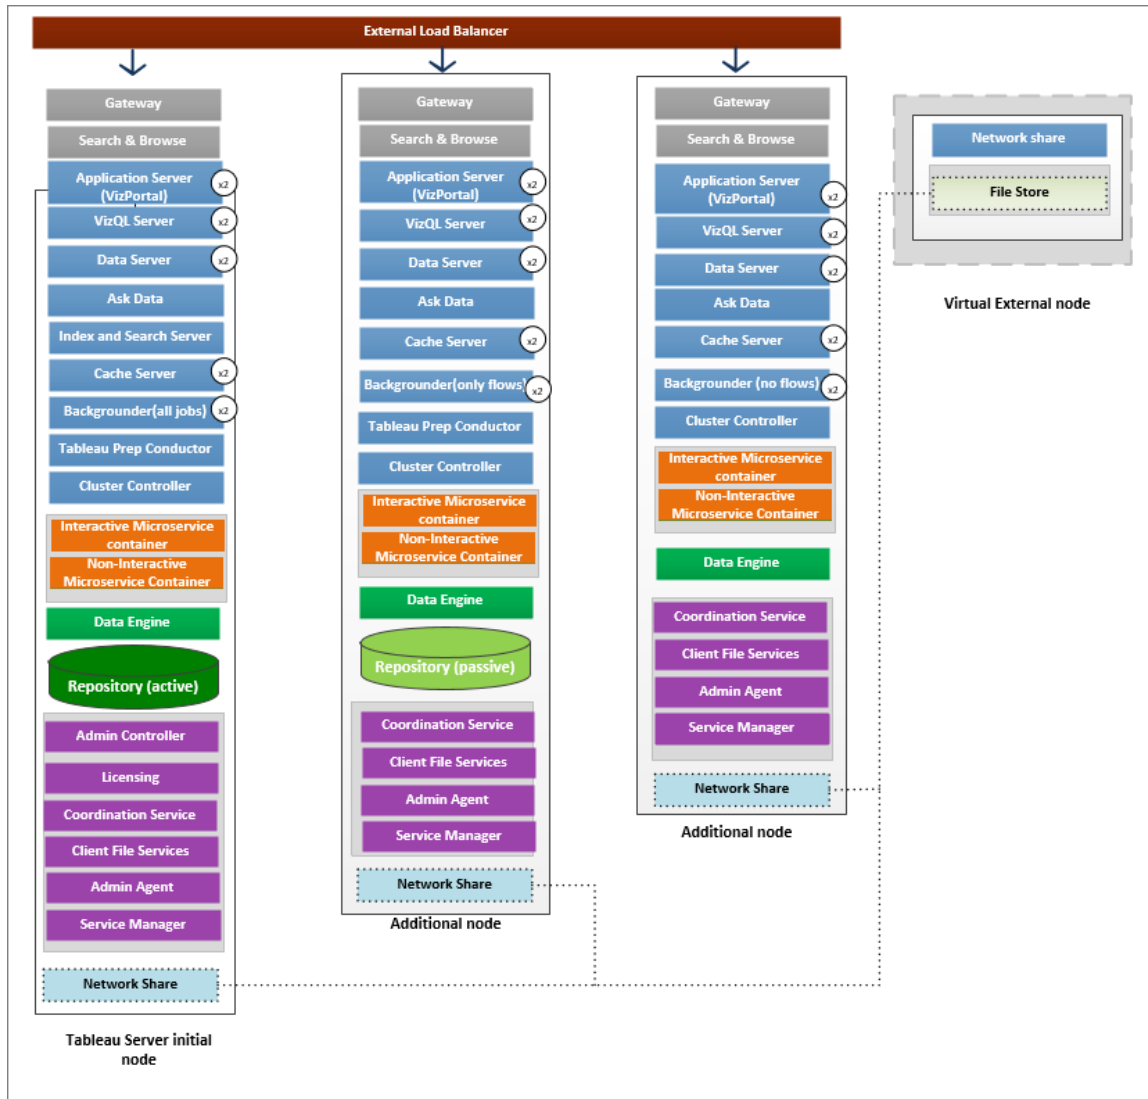 External Load Balancer
Gateway
Search & Browse
Application Server
(VizPortal)
x2
VizQL Server
x2
Data Server
x2
Ask Data
Index and Search Server
Cache Server
x2
Backgrounder(all jobs)
x2
Tableau Prep Conductor
Cluster Controller
Interactive Microservice
container
Non-Interactive
Microservice Container
Data Engine
Repository (active)
Admin Controller
Licensing
Coordination Service
Client File Services
Admin Agent
Service Manager
Network Share
Tableau Server initial
node
Gateway
Search & Browse
Application Server
(VizPortal)
x2
VizQL Server
x2
Data Server
x2
Ask Data
Cache Server
x2
Backgrounder(only flows)
x2
Tableau Prep Conductor
Cluster Controller
Interactive Microservice
container
Non-Interactive
Microservice Container
Data Engine
Repository (passive)
Coordination Service
Client File Services
Admin Agent
Service Manager
Network Share
Additional node
Gateway
Search & Browse
Application Server
(VizPortal)
x2
VizQL Server
x2
Data Server
x2
Ask Data
Cache Server
x2
Backgrounder (no flows)
x2
Cluster Controller
Interactive Microservice
container
Non-Interactive
Microservice Container
Data Engine
Coordination Service
Client File Services
Admin Agent
Service Manager
Network Share
Additional node
Network share
File Store
Virtual External node